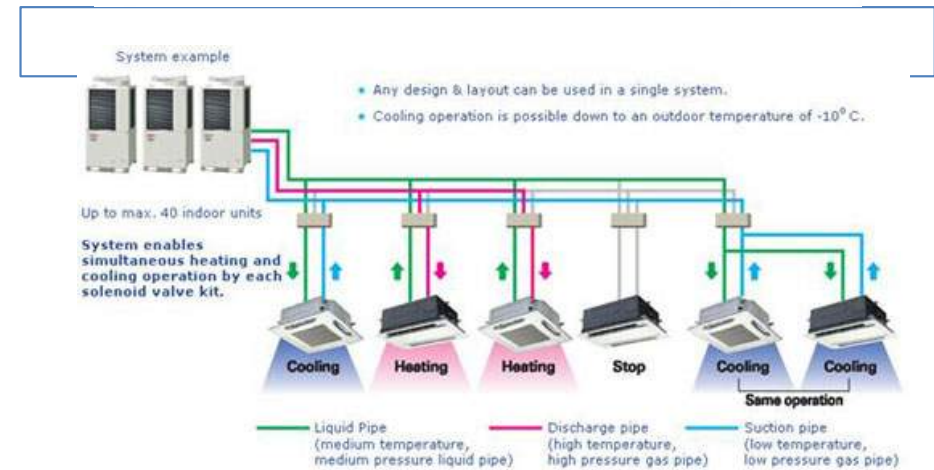 System example
• Any design & layout can be used in a single system.
• Cooling operation is possible down to an outdoor temperature of -10⁰ C.
Up to max. 40 indoor units
System enables
simultaneous heating and
cooling operation by each
solenoid valve kit.
Cooling Heating Heating Stop Cooling Cooling
Same operation
Liquid Pipe
(medium temperature,
medium pressure liquid pipe)
Discharge pipe
(high temperature,
high pressure gas pipe)
Suction pipe
(low temperature,
low pressure gas pipe)